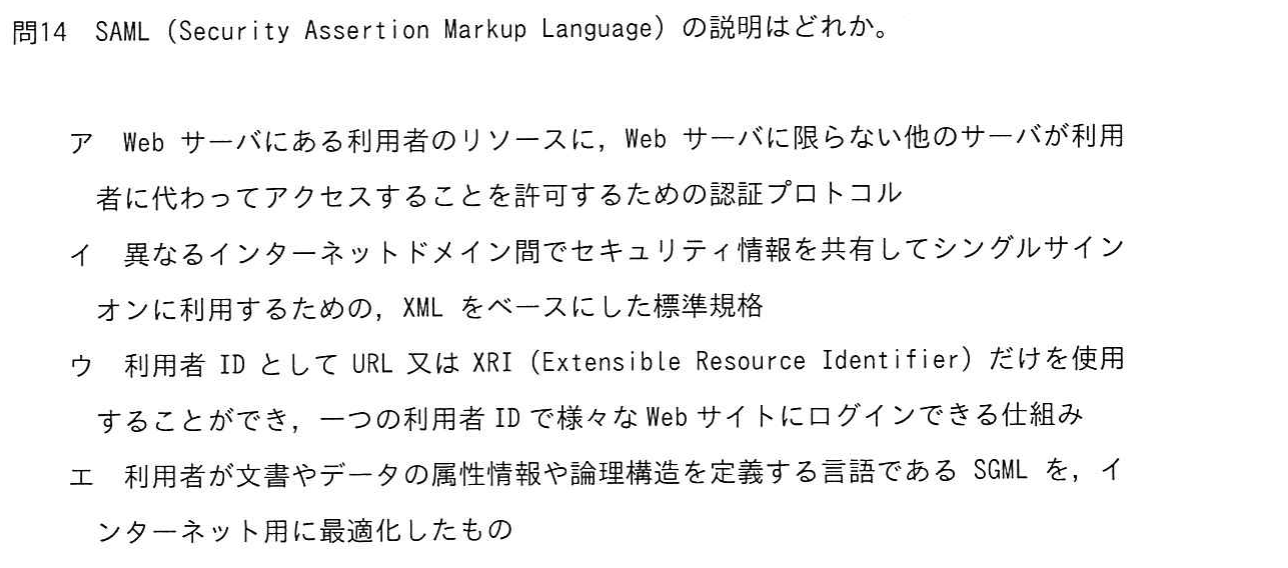 問14 SAML (Security Assertion Markup Language) の説明はどれか。
ア Web サーバにある利用者のリソースに，Web サーバに限らない他のサーバが利用
者に代わってアクセスすることを許可するための認証プロトコル
イ 異なるインターネットドメイン間でセキュリティ情報を共有してシングルサイン
オンに利用するための，XML をベースにした標準規格
ウ 利用者 ID として URL 又は XRI (Extensible Resource Identifier) だけを使用
することができ，一つの利用者 ID で様々な Web サイトにログインできる仕組み
エ 利用者が文書やデータの属性情報や論理構造を定義する言語である SGML を，イ
ンターネット用に最適化したもの